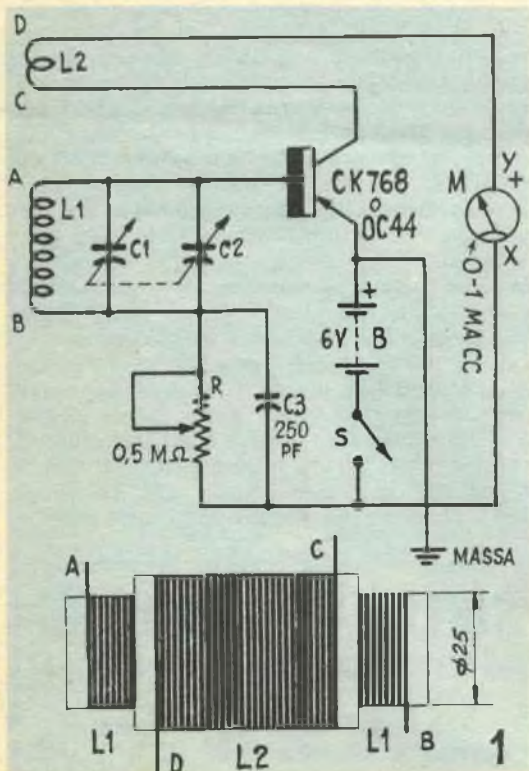 D
L2
C
A
L1
B
C1
C2
CK768
O
OC44
M
Y+
X
0-1 MA CC
+
6V B
S
R
0,5 MΩ
C3
250
PF
MASSA
A
C
ø25
L1
D
L2
L1
B
1